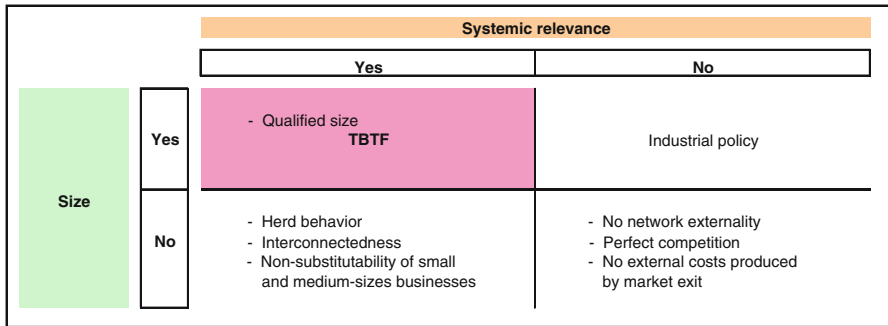 Systemic relevance
Yes No
Size
Yes
- Qualified size
TBTF
Industrial policy
No
- Herd behavior
- Interconnectedness
- Non-substitutability of small
and medium-sizes businesses
- No network externality
- Perfect competition
- No external costs produced
by market exit